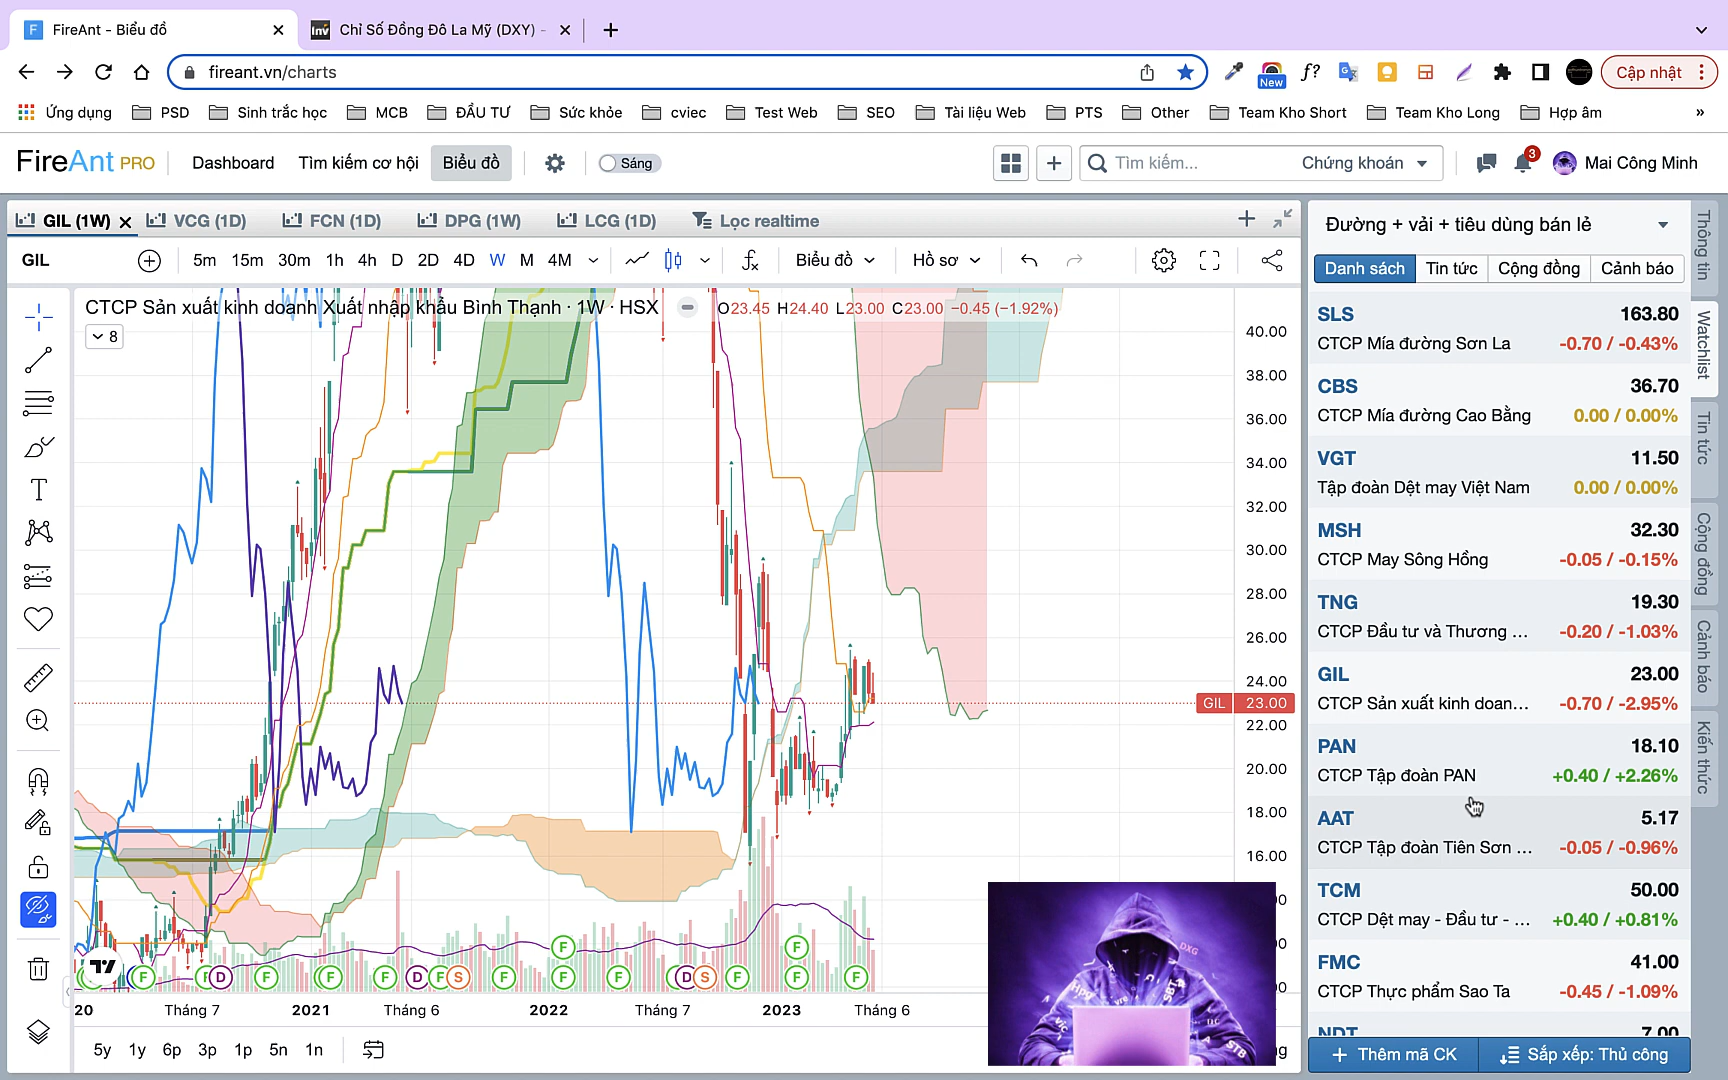 FireAnt - Biểu đồ
Chỉ Số Đồng Đô La Mỹ (DXY) -
fireant.vn/charts
New
f?
Cập nhật
Ứng dụng
PSD
Sinh trắc học
MCB
ĐẦU TƯ
Sức khỏe
cviec
Test Web
SEO
Tài liệu Web
PTS
Other
Team Kho Short
Team Kho Long
Hợp âm
»
FireAnt PRO
Dashboard
Tìm kiếm cơ hội
Biểu đồ
Sáng
Tìm kiếm...
Chứng khoán
3
Mai Công Minh
GIL (1W)
VCG (1D)
FCN (1D)
DPG (1W)
LCG (1D)
Lọc realtime
GIL
5m 15m 30m 1h 4h D 2D 4D W M 4M
Biểu đồ
Hồ sơ
CTCP Sản xuất kinh doanh Xuất nhập khẩu Bình Thạnh · 1W · HSX
O23.45 H24.40 L23.00 C23.00 −0.45 (−1.92%)
8
40.00
38.00
36.00
34.00
32.00
30.00
28.00
26.00
24.00
GIL 23.00
22.00
20.00
18.00
16.00
F F
F F D F F F D F S F F F D S F F F
20 Tháng 7 2021 Tháng 6 2022 Tháng 7 2023 Tháng 6
5y 1y 6p 3p 1p 5n 1n
DXG
SBT
STB
Đường + vải + tiêu dùng bán lẻ
Danh sách
Tin tức
Cộng đồng
Cảnh báo
SLS 163.80
CTCP Mía đường Sơn La -0.70 / -0.43%
CBS 36.70
CTCP Mía đường Cao Bằng 0.00 / 0.00%
VGT 11.50
Tập đoàn Dệt may Việt Nam 0.00 / 0.00%
MSH 32.30
CTCP May Sông Hồng -0.05 / -0.15%
TNG 19.30
CTCP Đầu tư và Thương ... -0.20 / -1.03%
GIL 23.00
CTCP Sản xuất kinh doan... -0.70 / -2.95%
PAN 18.10
CTCP Tập đoàn PAN +0.40 / +2.26%
AAT 5.17
CTCP Tập đoàn Tiên Sơn ... -0.05 / -0.96%
TCM 50.00
CTCP Dệt may - Đầu tư - ... +0.40 / +0.81%
FMC 41.00
CTCP Thực phẩm Sao Ta -0.45 / -1.09%
NDT 7.00
Thêm mã CK
Sắp xếp: Thủ công
Thông tin
Watchlist
Tin tức
Cộng đồng
Cảnh báo
Kiến thức